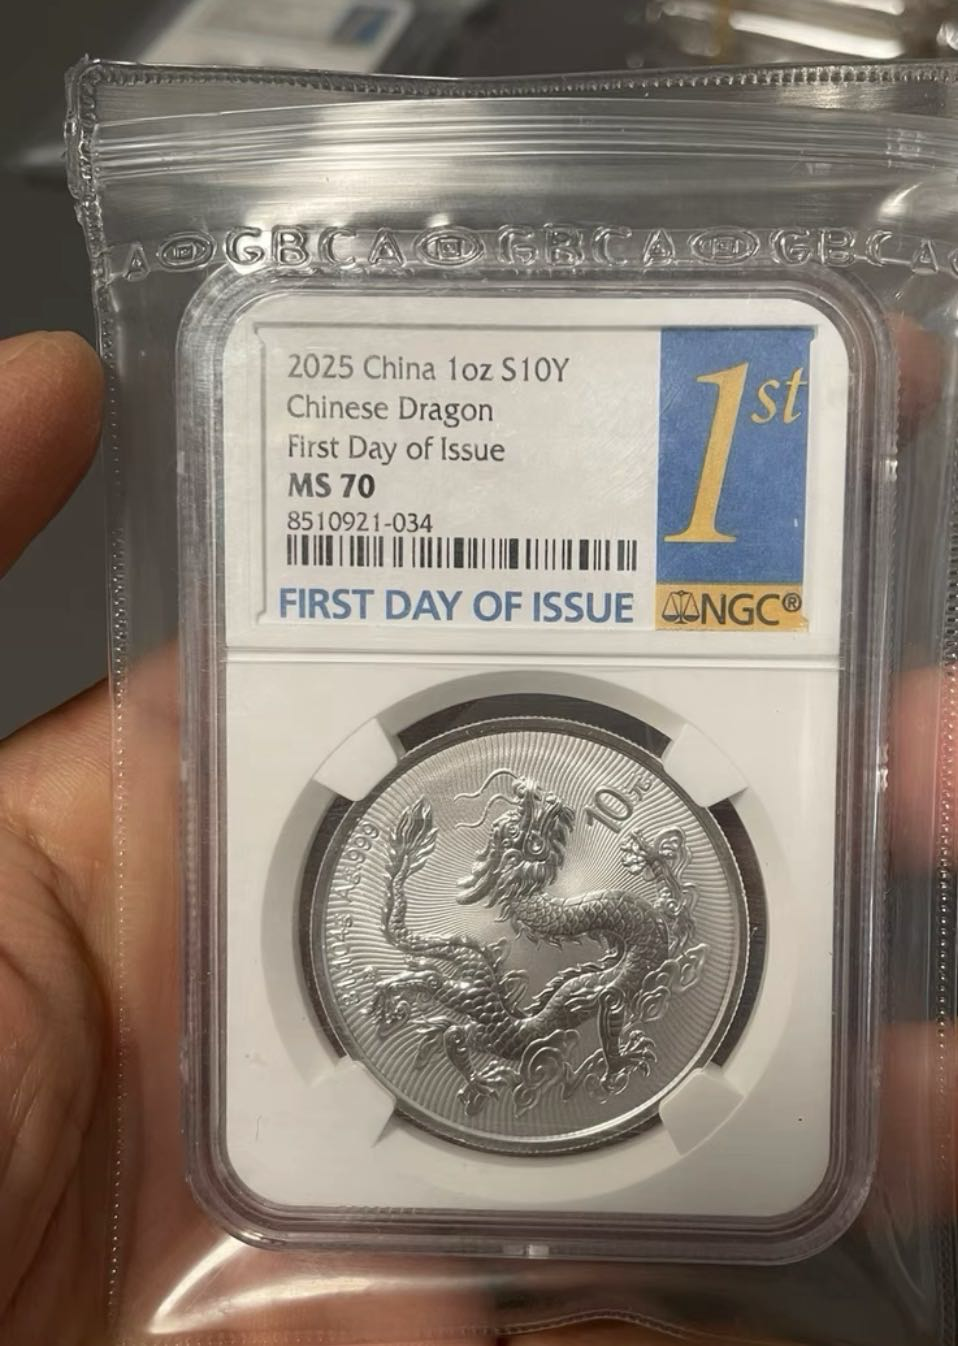 A GBCA GBCA GBCA
2025 China 1oz S10Y
Chinese Dragon
First Day of Issue
MS 70
8510921-034
FIRST DAY OF ISSUE
1st
NGC®
10元
Ag.999